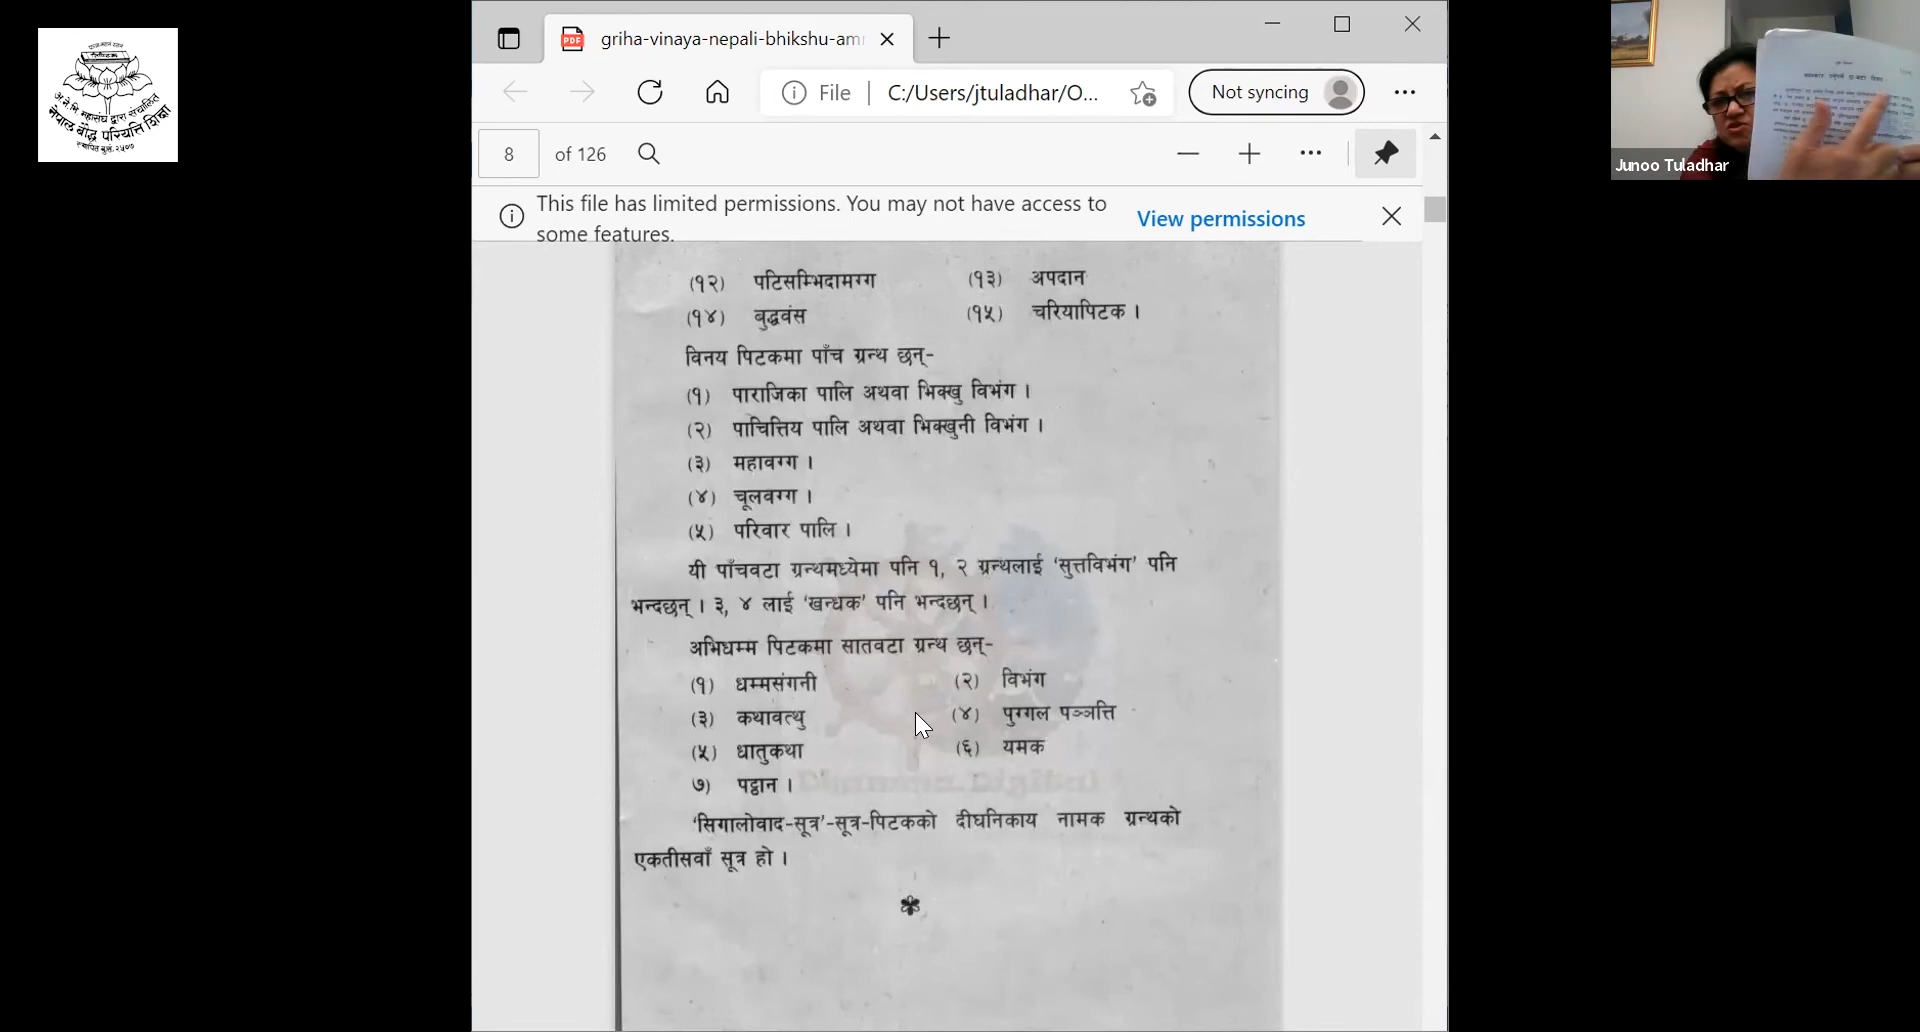 griha-vinaya-nepali-bhikshu-am
File
C:/Users/jtuladhar/O...
Not syncing
8 of 126
This file has limited permissions. You may not have access to
some features.
View permissions
(१२) पटिसम्भिदामग्ग (१३) अपदान
(१४) बुद्धवंस (१५) चरियापिटक ।
विनय पिटकमा पाँच ग्रन्थ छन्-
(१) पाराजिका पालि अथवा भिक्खु विभंग ।
(२) पाचित्तिय पालि अथवा भिक्खुनी विभंग ।
(३) महावग्ग ।
(४) चूलवग्ग ।
(५) परिवार पालि ।
यी पाँचवटा ग्रन्थमध्येमा पनि १, २ ग्रन्थलाई ‘सुत्तविभंग’ पनि
भन्दछन् । ३, ४ लाई ‘खन्धक’ पनि भन्दछन् ।
अभिधम्म पिटकमा सातवटा ग्रन्थ छन्-
(१) धम्मसंगनी (२) विभंग
(३) कथावत्थु (४) पुग्गल पञ्ञत्ति
(५) धातुकथा (६) यमक
७) पट्ठान ।
‘सिगालोवाद-सूत्र’-सूत्र-पिटकको दीघनिकाय नामक ग्रन्थको
एकतीसवाँ सूत्र हो ।
अ.ने.भि. महासंघ द्वारा संचालित
नेपाल बौद्ध परियत्ति शिक्षा
Junoo Tuladhar